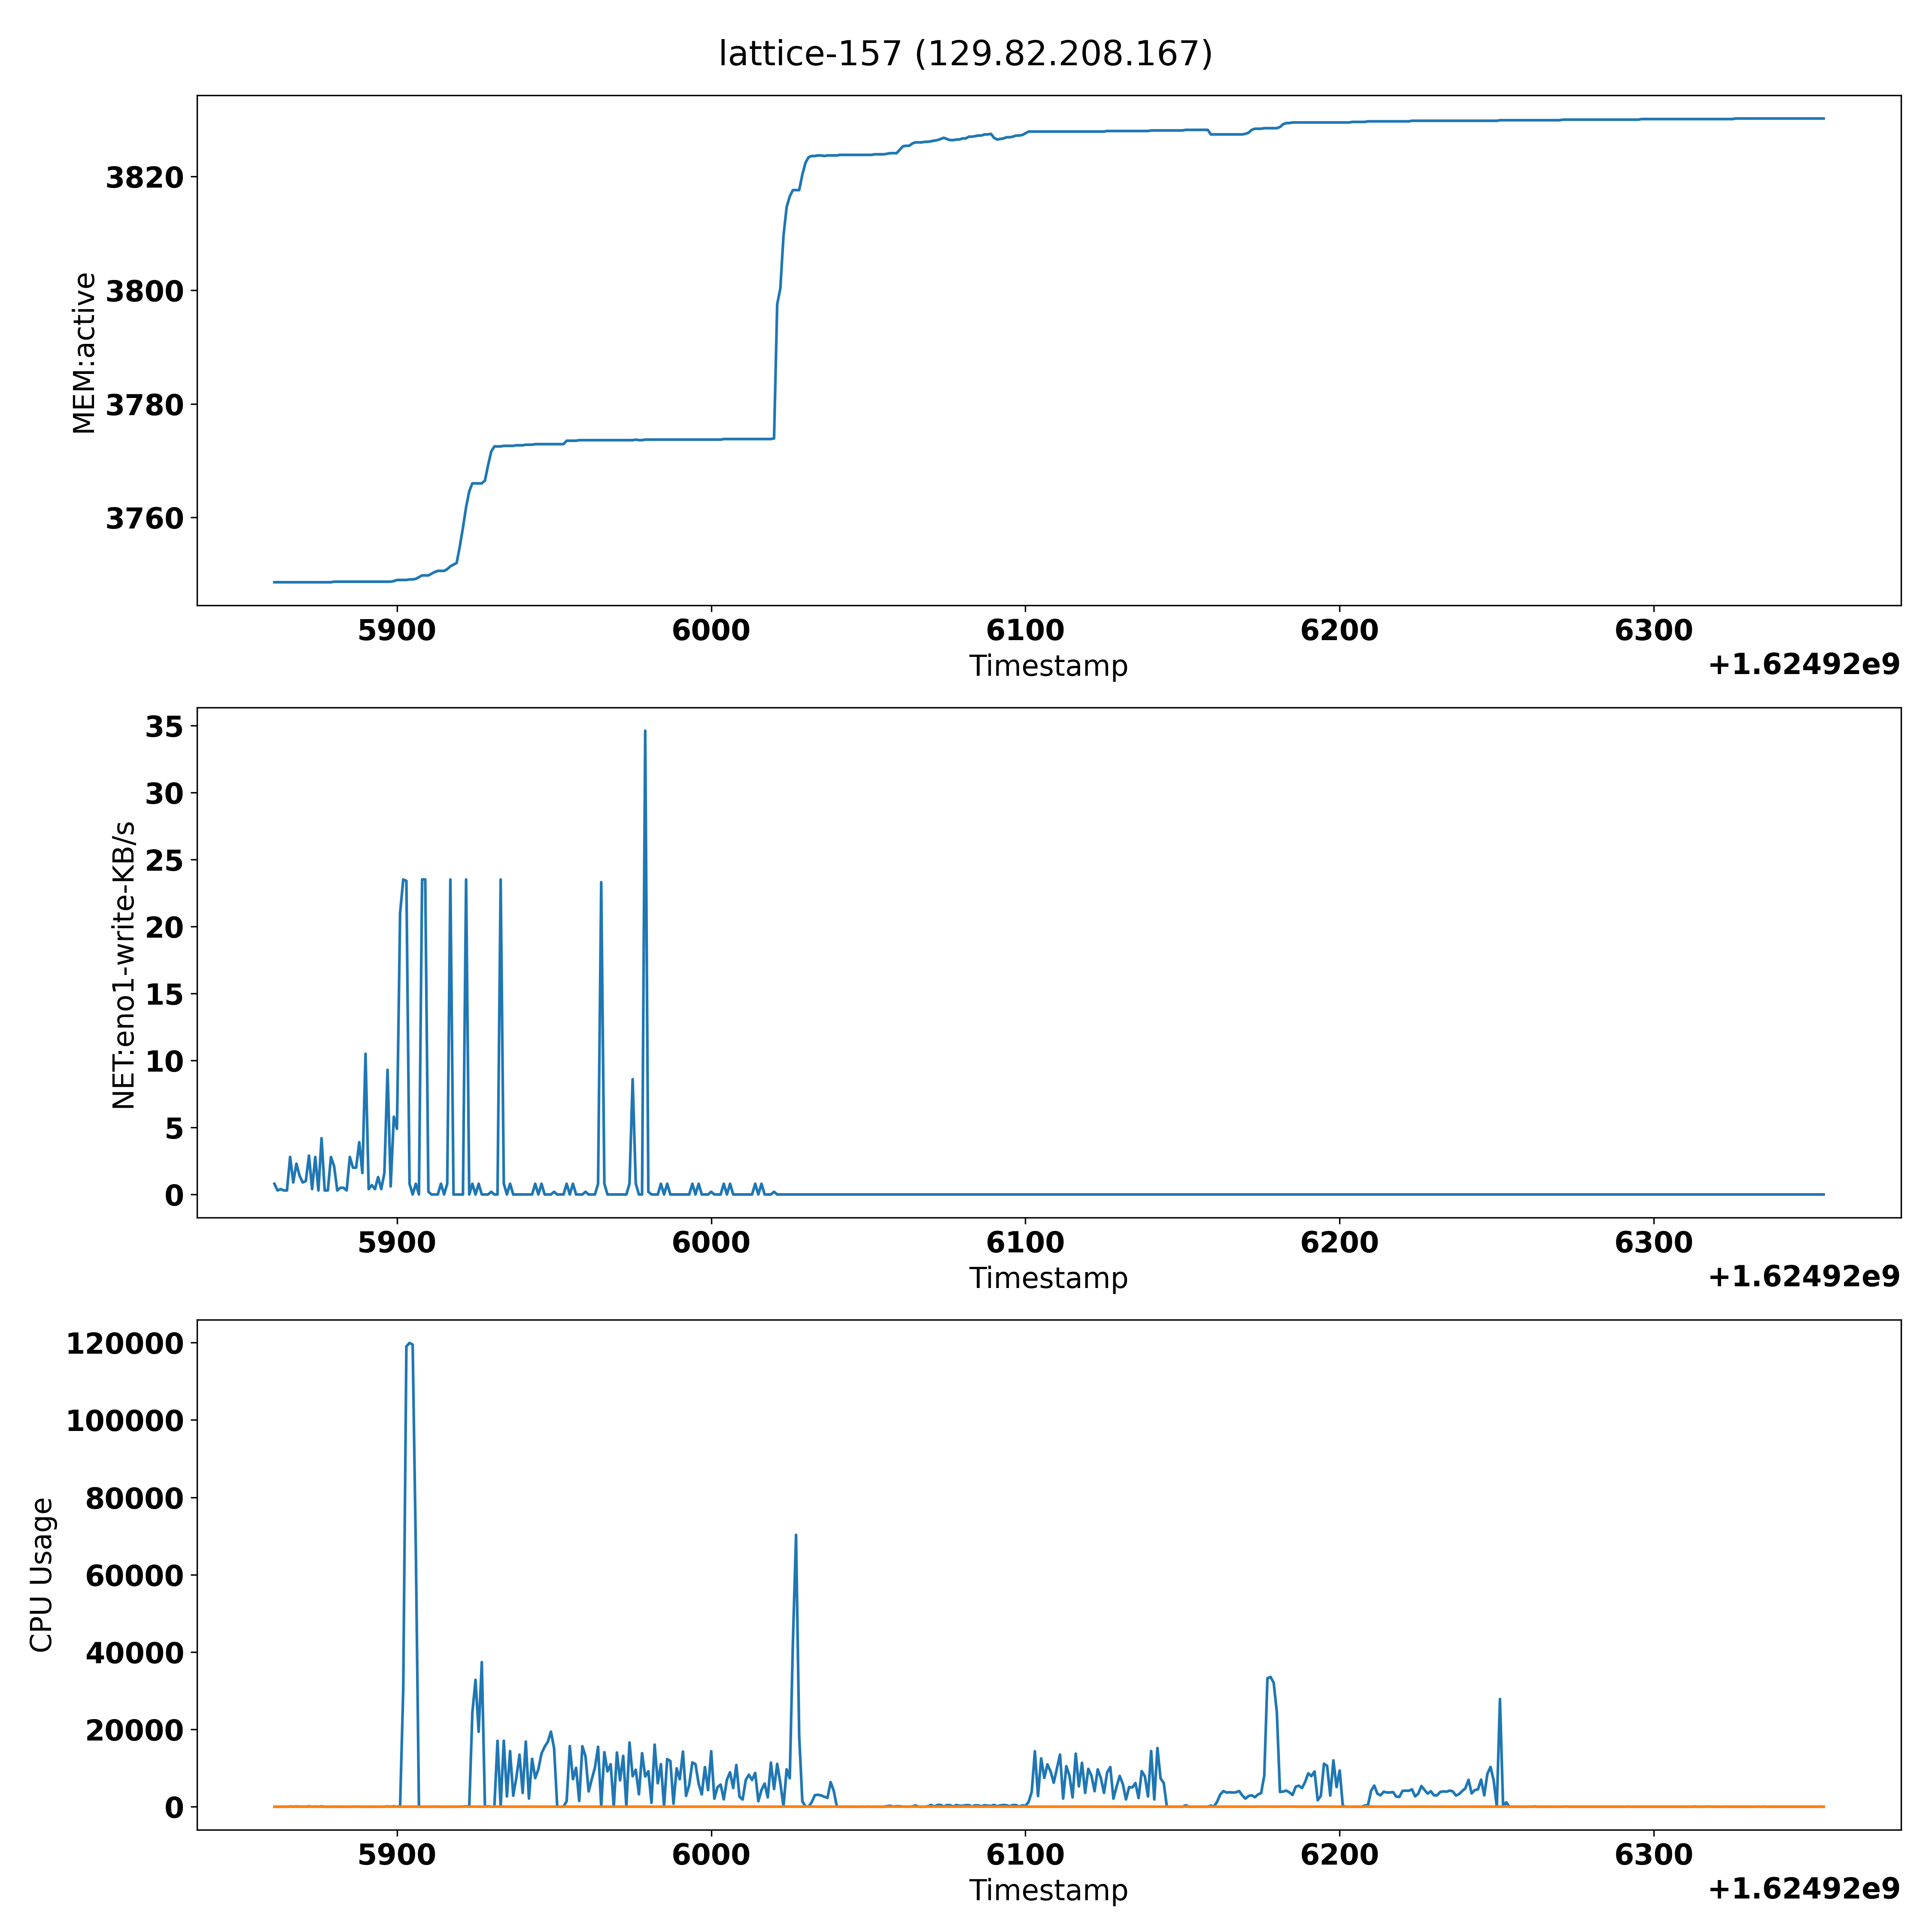 lattice-157 (129.82.208.167)
MEM:active
3820
3800
3780
3760
5900 6000 6100 6200 6300
Timestamp
+1.62492e9
NET:eno1-write-KB/s
35
30
25
20
15
10
5
0
5900 6000 6100 6200 6300
Timestamp
+1.62492e9
CPU Usage
120000
100000
80000
60000
40000
20000
0
5900 6000 6100 6200 6300
Timestamp
+1.62492e9